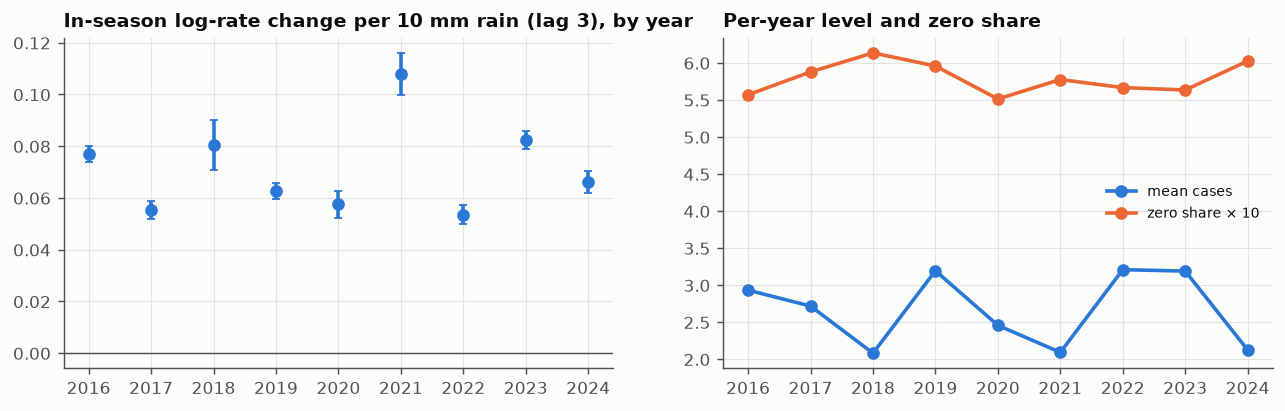 In-season log-rate change per 10 mm rain (lag 3), by year
0.12
0.10
0.08
0.06
0.04
0.02
0.00
2016 2017 2018 2019 2020 2021 2022 2023 2024
Per-year level and zero share
6.0
5.5
5.0
4.5
4.0
3.5
3.0
2.5
2.0
mean cases
zero share × 10
2016 2017 2018 2019 2020 2021 2022 2023 2024